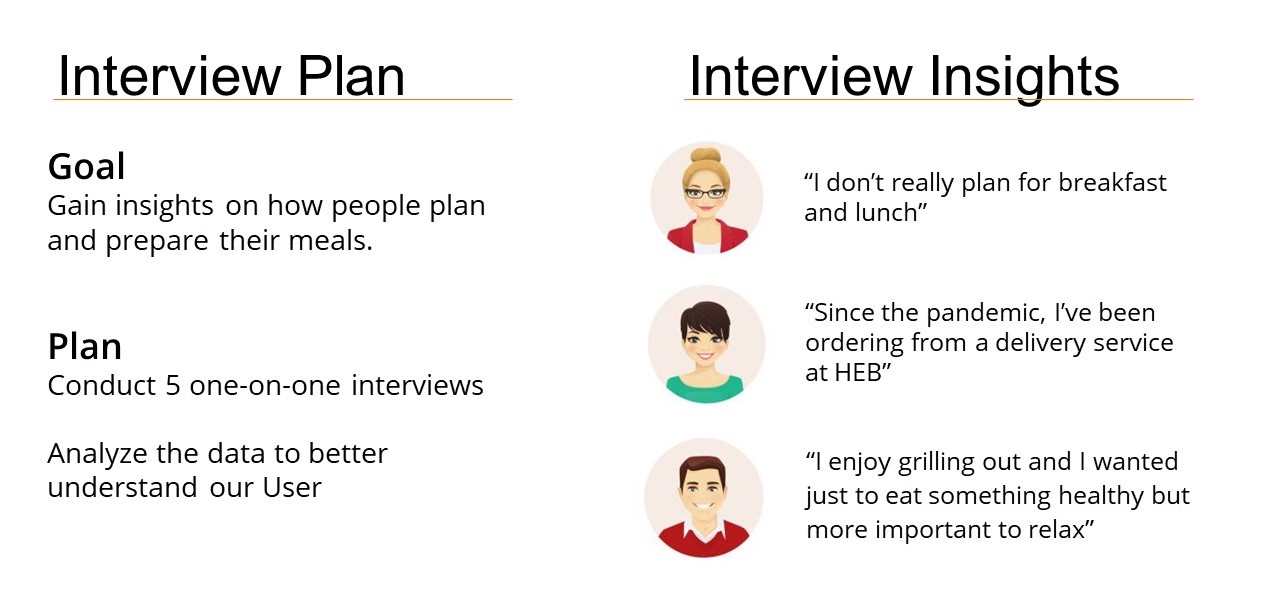 Interview Plan
Goal
Gain insights on how people plan
and prepare their meals.
Plan
Conduct 5 one-on-one interviews
Analyze the data to better
understand our User
Interview Insights
“I don’t really plan for breakfast
and lunch”
“Since the pandemic, I’ve been
ordering from a delivery service
at HEB”
“I enjoy grilling out and I wanted
just to eat something healthy but
more important to relax”